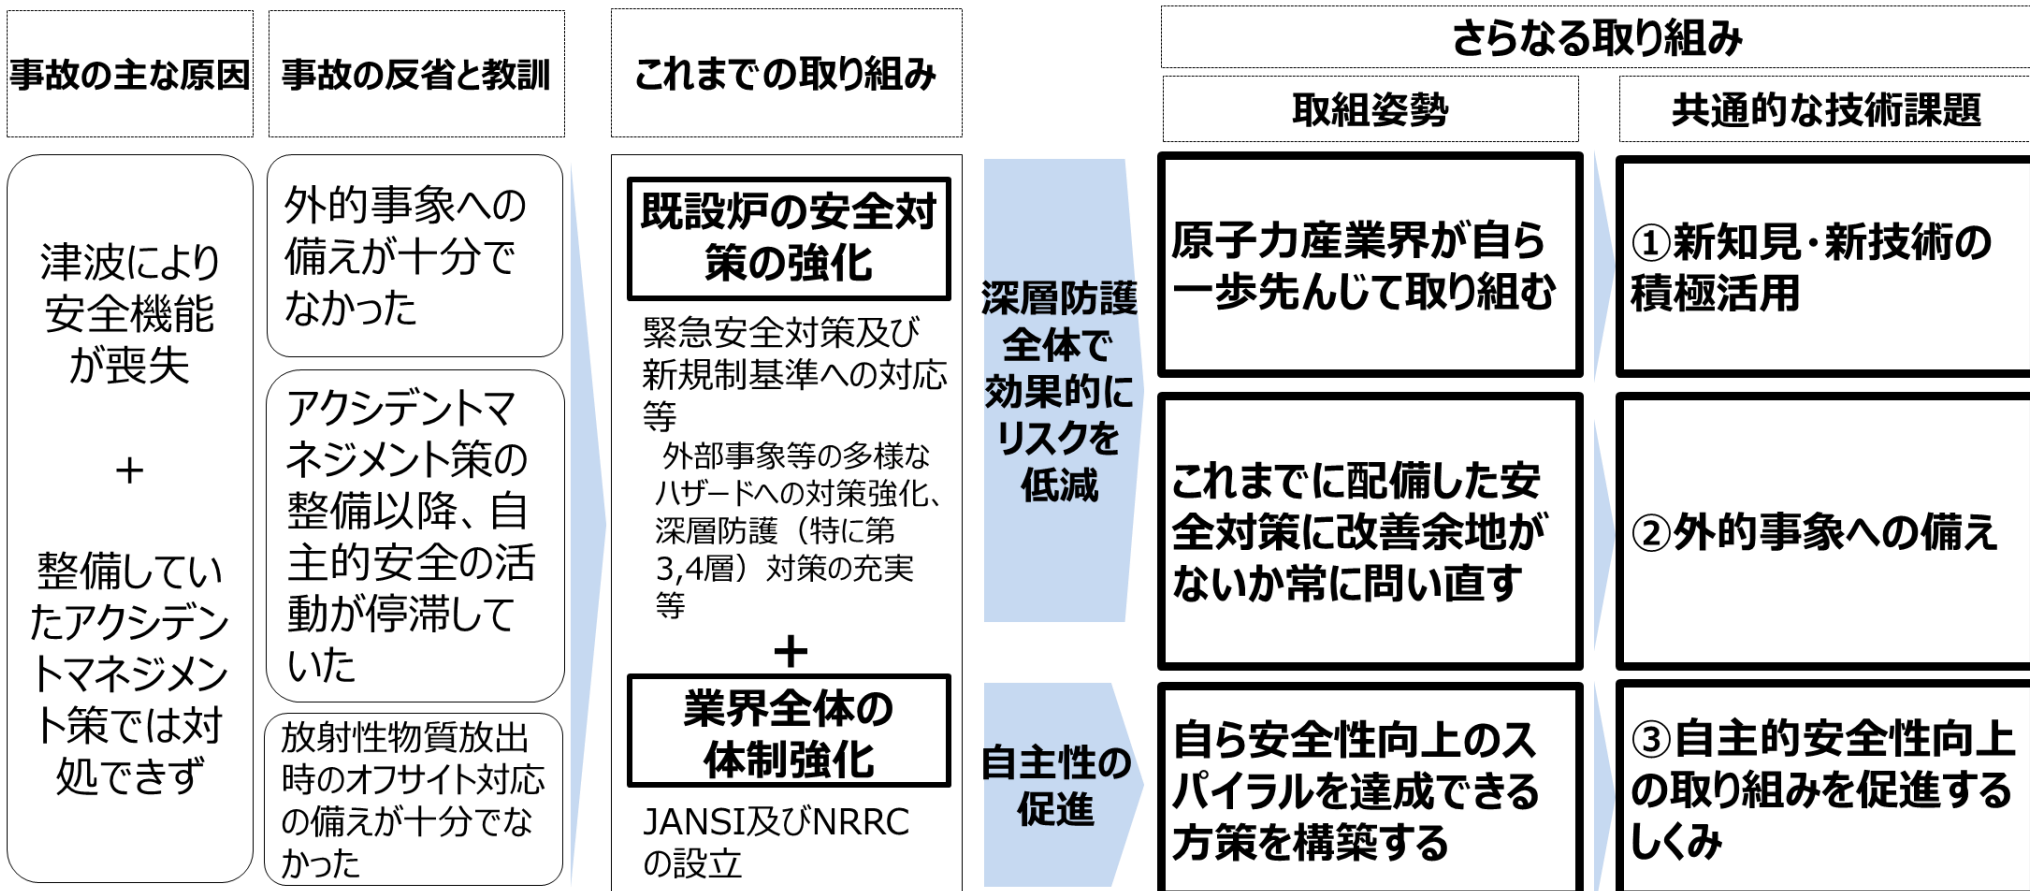 事故の主な原因
事故の反省と教訓
これまでの取り組み
さらなる取り組み
取組姿勢
共通的な技術課題
津波により
安全機能
が喪失
+
整備してい
たアクシデン
トマネジメン
ト策では対
処できず
外的事象への
備えが十分で
なかった
アクシデントマ
ネジメント策の
整備以降、自
主的安全の活
動が停滞して
いた
放射性物質放出
時のオフサイト対応
の備えが十分でな
かった
既設炉の安全対
策の強化
緊急安全対策及び
新規制基準への対応
等
外部事象等の多様な
ハザードへの対策強化、
深層防護（特に第
3,4層）対策の充実
等
+
業界全体の
体制強化
JANSI及びNRRC
の設立
深層防護
全体で
効果的に
リスクを
低減
自主性の
促進
原子力産業界が自ら
一歩先んじて取り組む
これまでに配備した安
全対策に改善余地が
ないか常に問い直す
自ら安全性向上のス
パイラルを達成できる
方策を構築する
①新知見・新技術の
積極活用
②外的事象への備え
③自主的安全性向上
の取り組みを促進する
しくみ